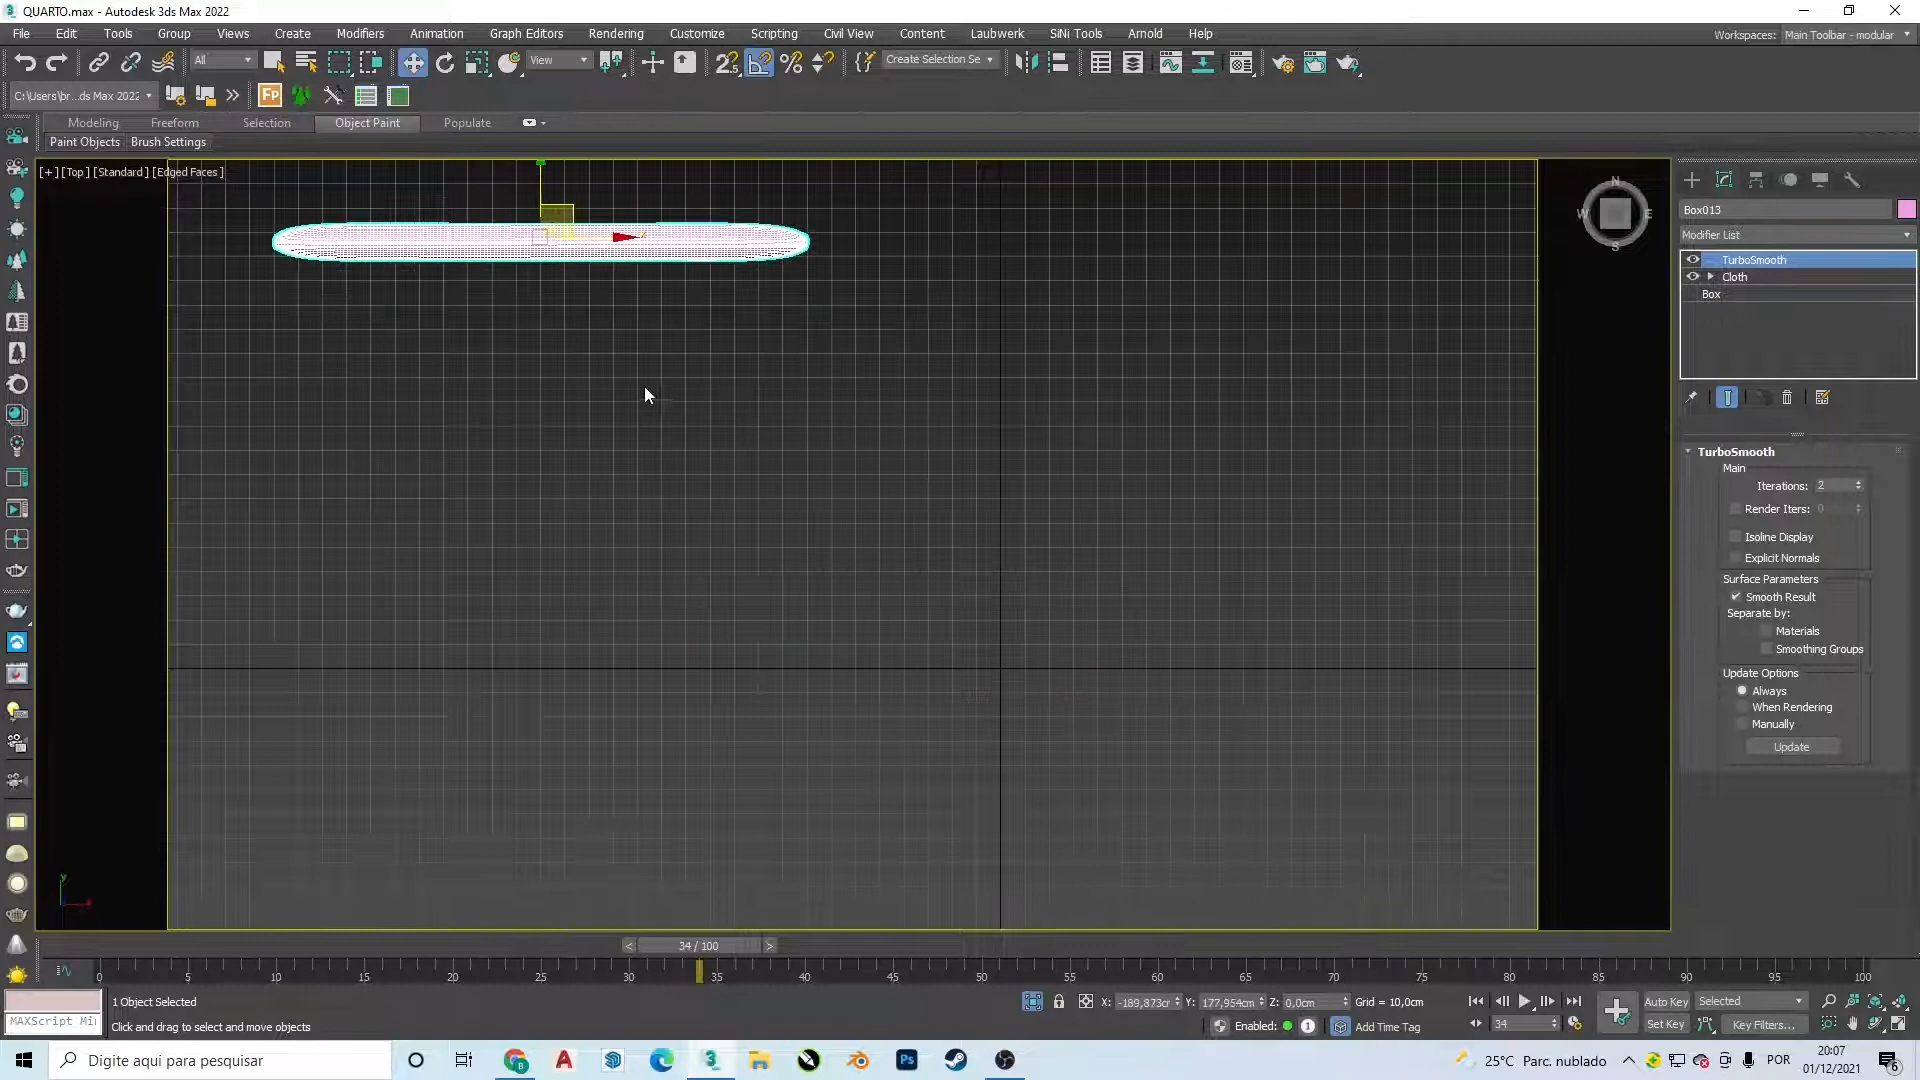 QUARTO.max - Autodesk 3ds Max 2022
File Edit Tools Group Views Create Modifiers Animation Graph Editors Rendering Customize Scripting Civil View Content Laubwerk SiNi Tools Arnold Help
Workspaces: Main Toolbar - modular
All View Create Selection Se
C:\Users\br...ds Max 2022 Fp
Modeling Freeform Selection Object Paint Populate
Paint Objects Brush Settings
[+] [Top] [Standard] [Edged Faces]
N
W E
S
Box013
Modifier List
TurboSmooth
Cloth
Box
TurboSmooth
Main
Iterations: 2
Render Iters: 0
Isoline Display
Explicit Normals
Surface Parameters
Smooth Result
Separate by:
Materials
Smoothing Groups
Update Options
Always
When Rendering
Manually
Update
y
< 34 / 100 >
0 5 10 15 20 25 30 35 40 45 50 55 60 65 70 75 80 85 90 95 100
1 Object Selected
X: -189,873cr Y: 177,954cm Z: 0,0cm Grid = 10,0cm
Auto Key Selected
MAXScript Mi
Click and drag to select and move objects
Enabled: 1 Add Time Tag
34
Set Key Key Filters...
Digite aqui para pesquisar
Ps
25°C Parc. nublado
POR
20:07
01/12/2021
6